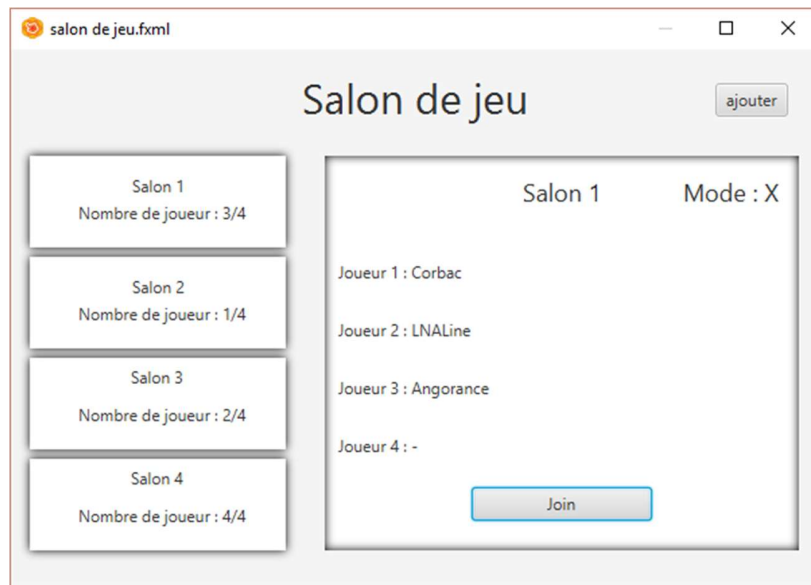 salon de jeu.fxml
Salon de jeu
ajouter
Salon 1
Nombre de joueur : 3/4
Salon 2
Nombre de joueur : 1/4
Salon 3
Nombre de joueur : 2/4
Salon 4
Nombre de joueur : 4/4
Salon 1 Mode : X
Joueur 1 : Corbac
Joueur 2 : LNALine
Joueur 3 : Angorance
Joueur 4 : -
Join